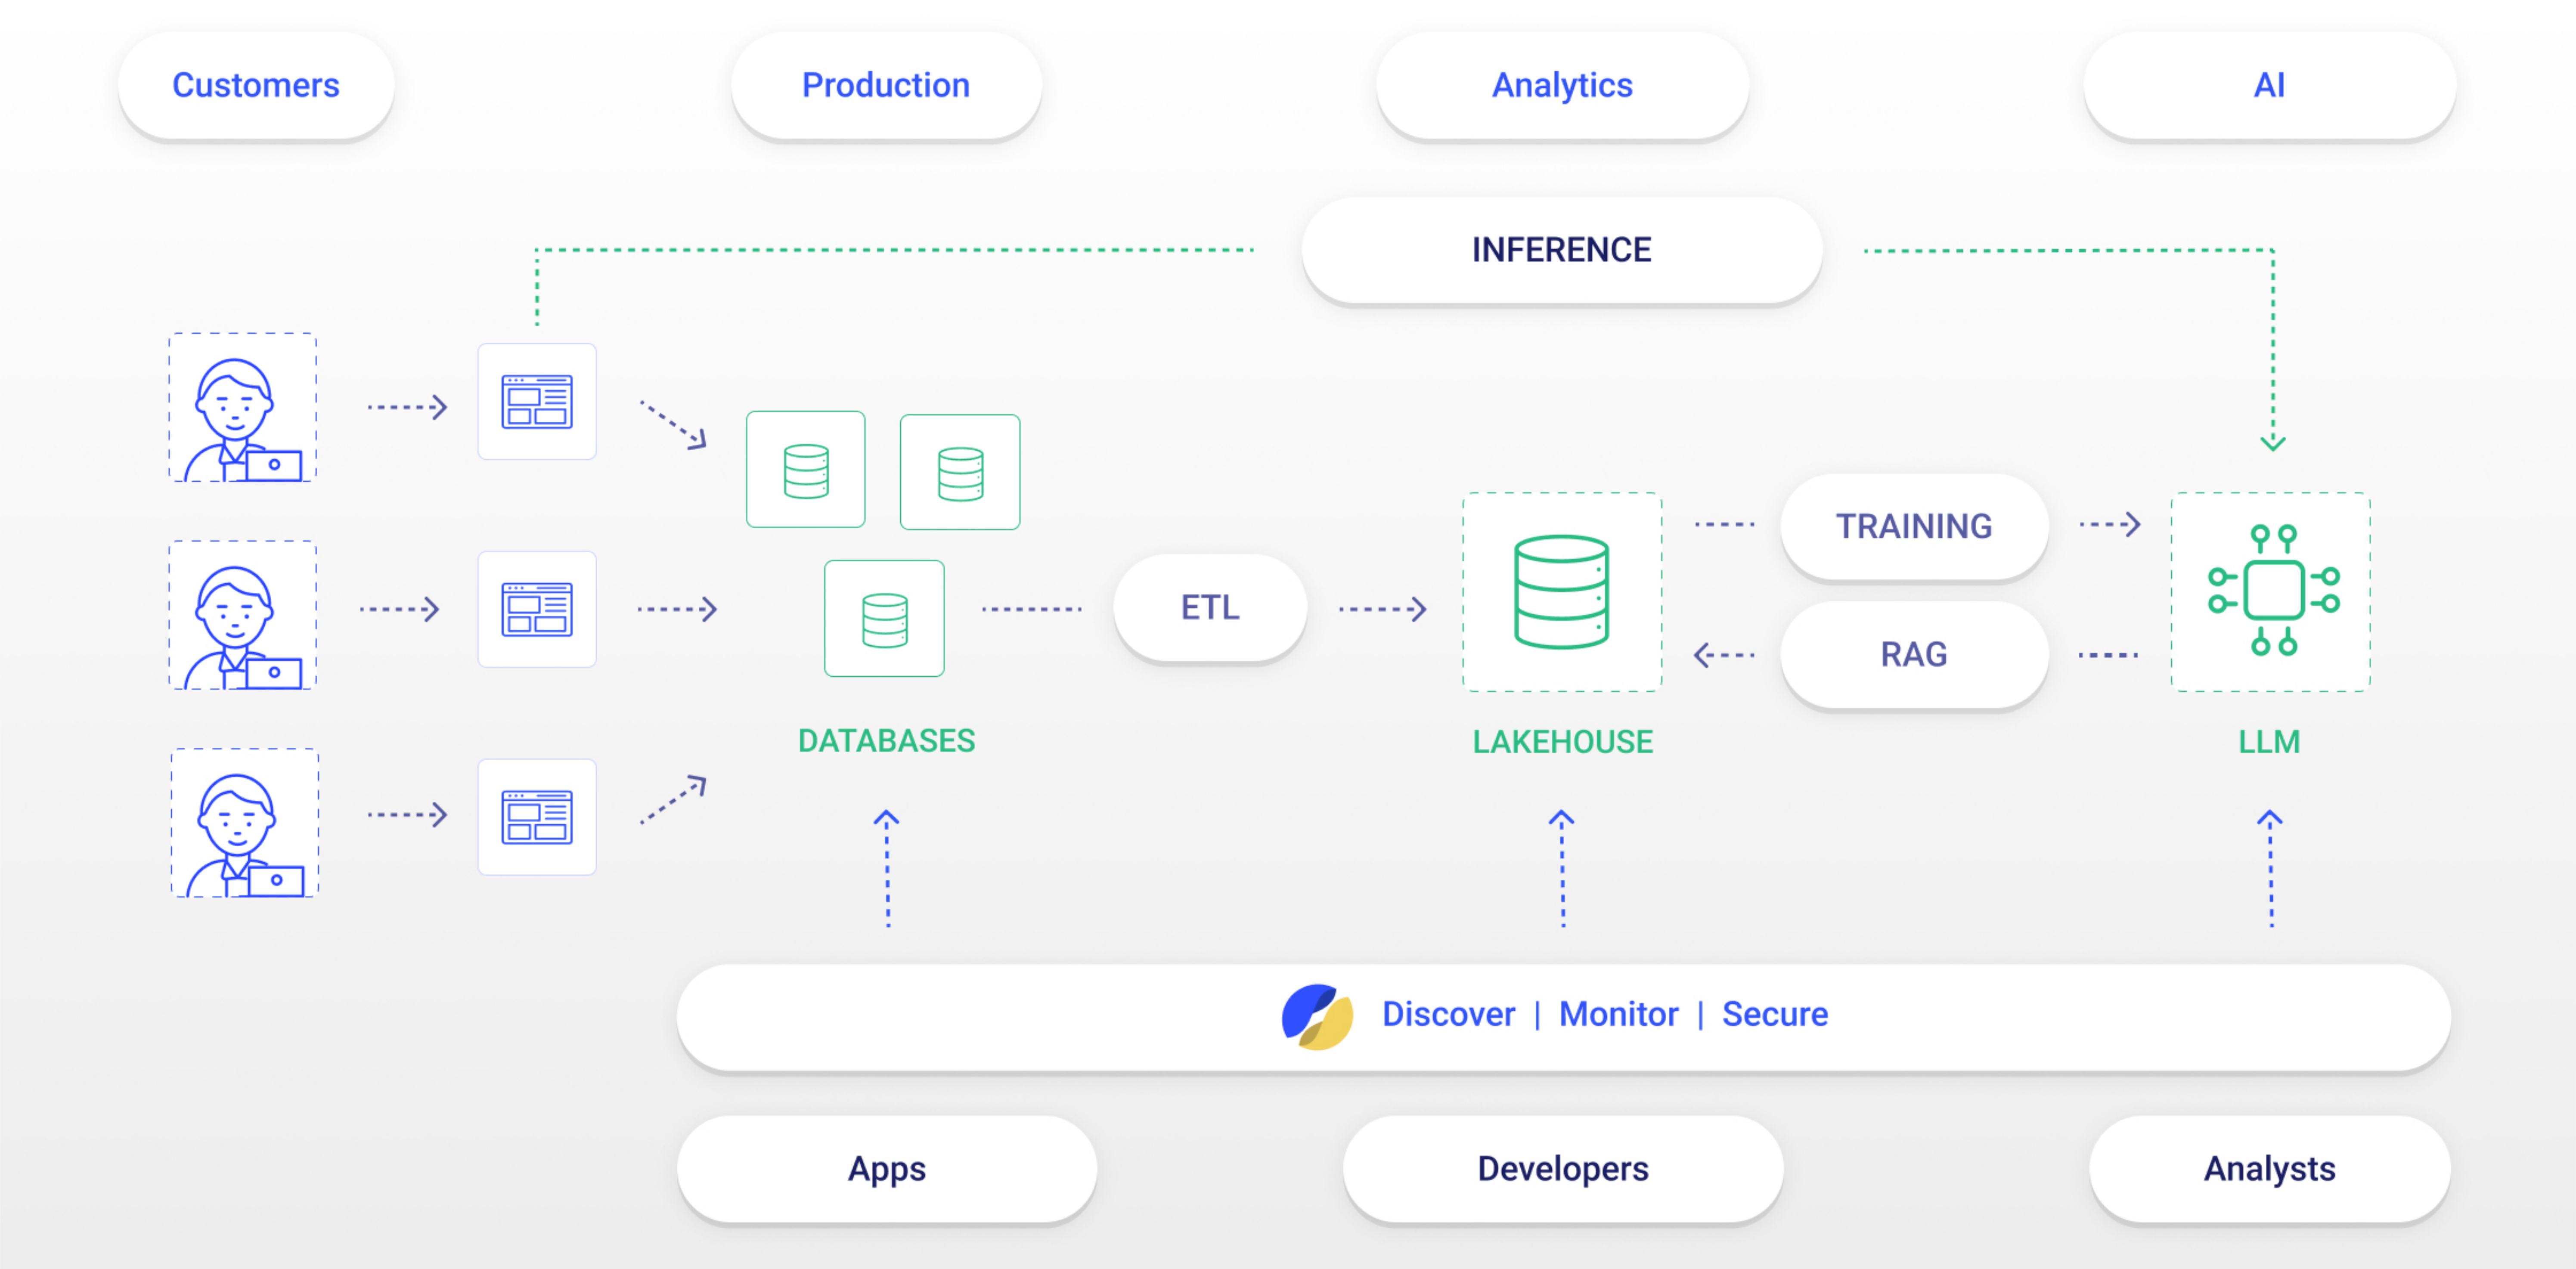 Customers
Production
Analytics
AI
INFERENCE
TRAINING
ETL
RAG
DATABASES
LAKEHOUSE
LLM
Discover | Monitor | Secure
Apps
Developers
Analysts